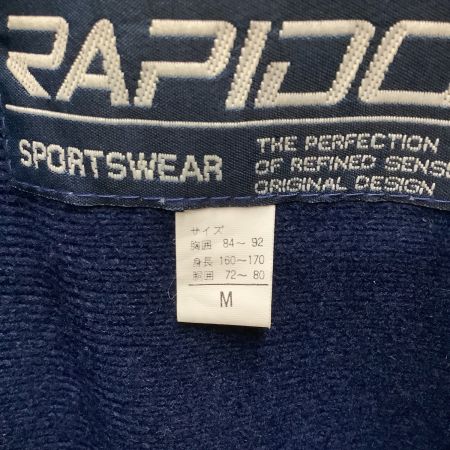 RAPIDO
SPORTSWEAR
THE PERFECTION
OF REFINED SENSE
ORIGINAL DESIGN
サイズ
胸囲 84～92
身長 160～170
胴囲 72～80
M